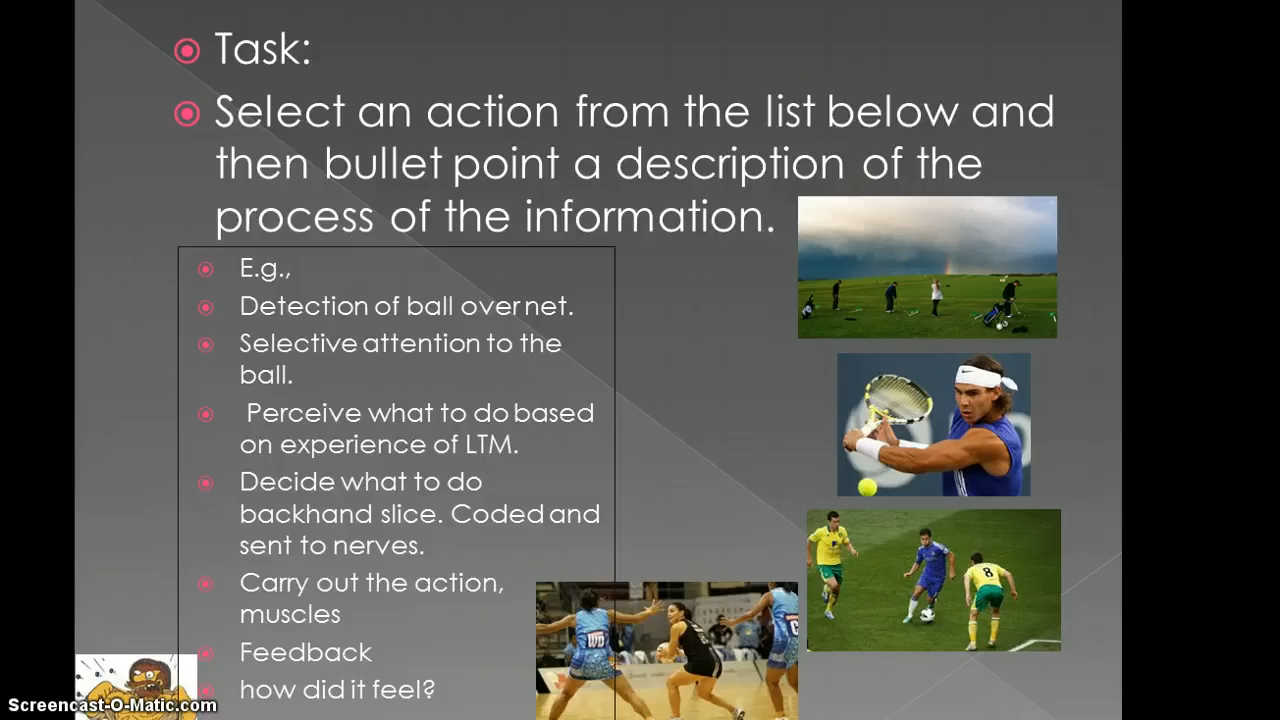 Task:
Select an action from the list below and
then bullet point a description of the
process of the information.
E.g.,
Detection of ball over net.
Selective attention to the
ball.
Perceive what to do based
on experience of LTM.
Decide what to do
backhand slice. Coded and
sent to nerves.
Carry out the action,
muscles
Feedback
how did it feel?
8
WD
C
Screencast-O-Matic.com